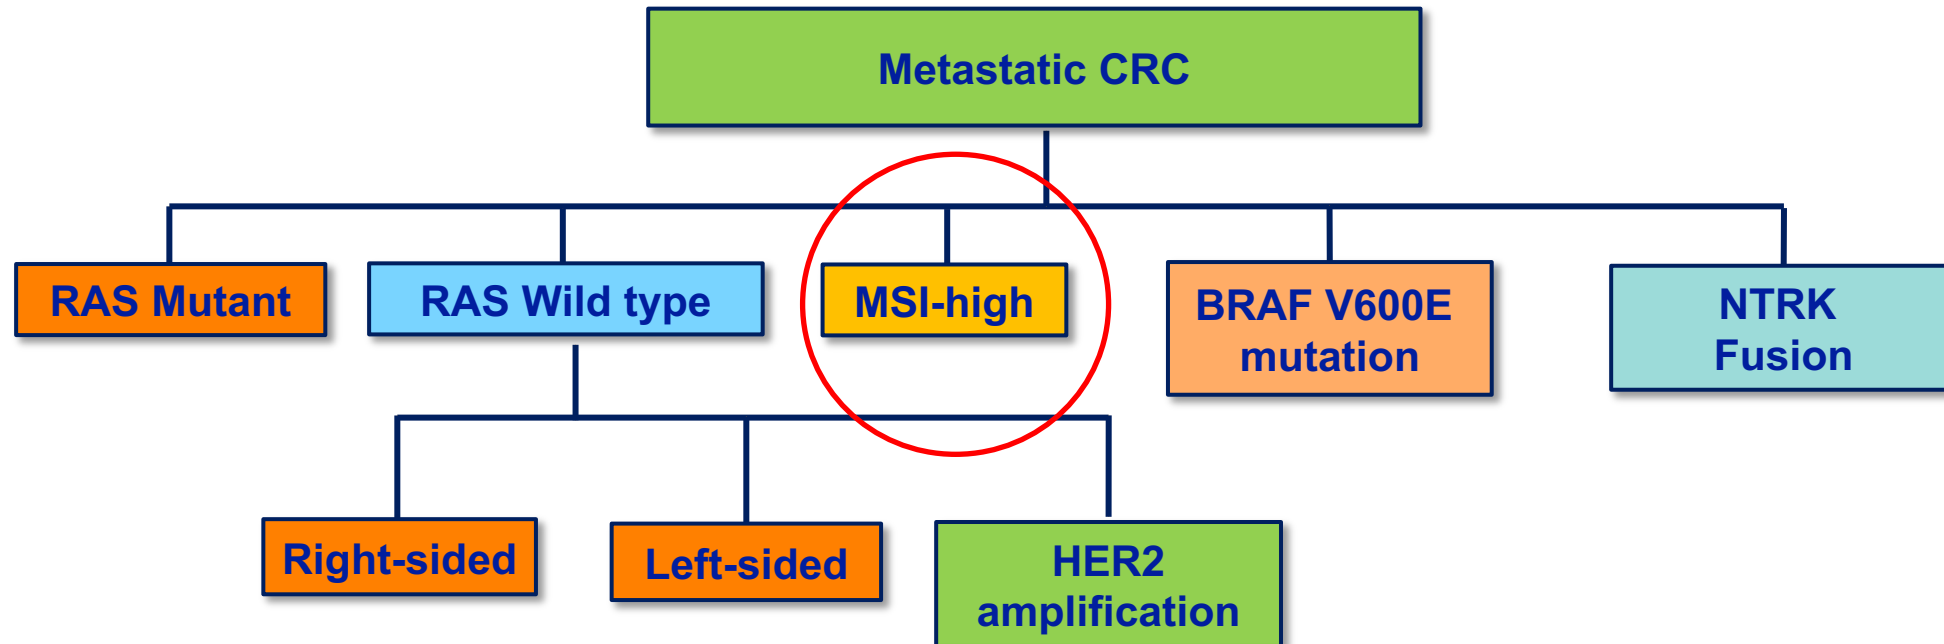 Metastatic CRC
RAS Mutant
RAS Wild type
MSI-high
BRAF V600E
mutation
NTRK
Fusion
Right-sided
Left-sided
HER2
amplification